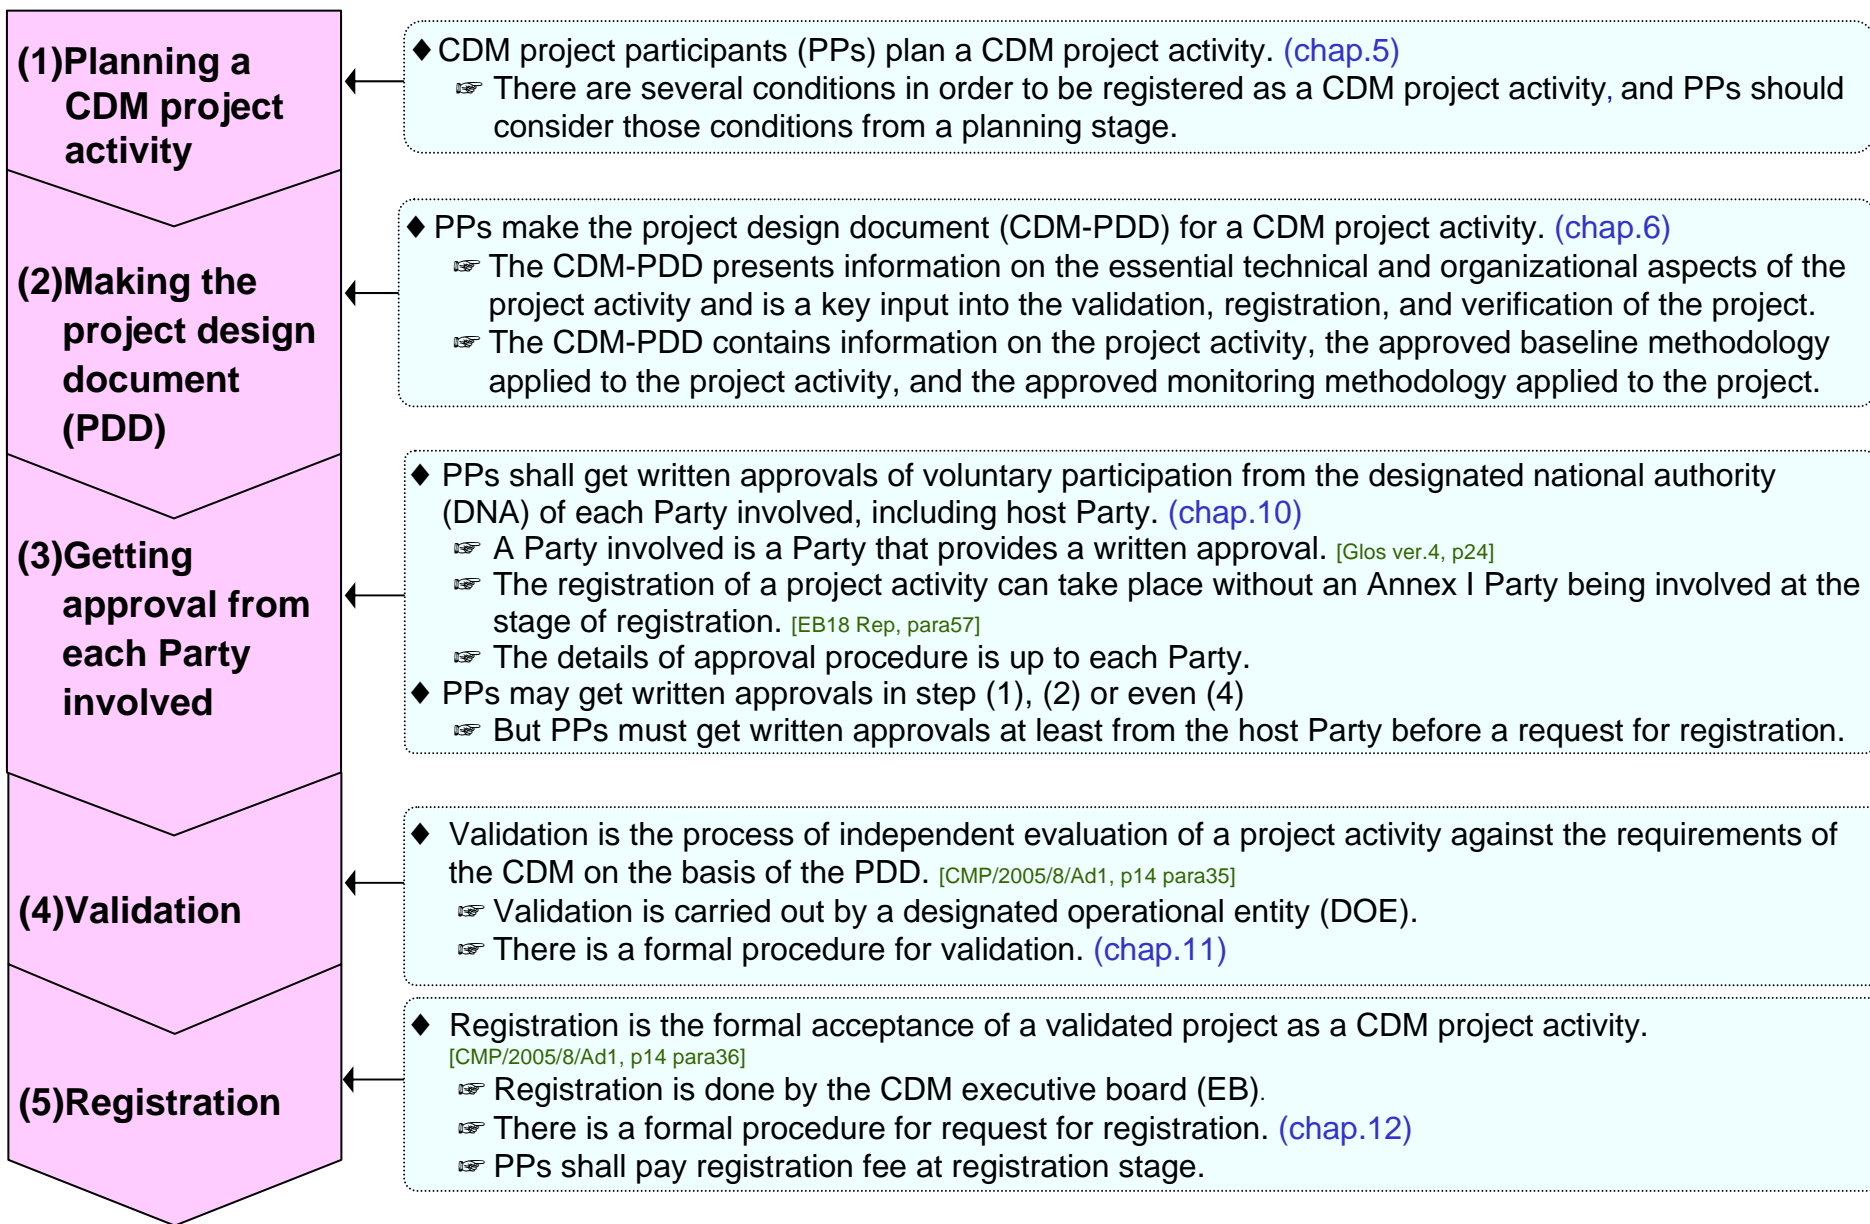 (1)Planning a
CDM project
activity
♦ CDM project participants (PPs) plan a CDM project activity. (chap.5)
☞ There are several conditions in order to be registered as a CDM project activity, and PPs should
consider those conditions from a planning stage.
(2)Making the
project design
document
(PDD)
♦ PPs make the project design document (CDM-PDD) for a CDM project activity. (chap.6)
☞ The CDM-PDD presents information on the essential technical and organizational aspects of the
project activity and is a key input into the validation, registration, and verification of the project.
☞ The CDM-PDD contains information on the project activity, the approved baseline methodology
applied to the project activity, and the approved monitoring methodology applied to the project.
(3)Getting
approval from
each Party
involved
♦ PPs shall get written approvals of voluntary participation from the designated national authority
(DNA) of each Party involved, including host Party. (chap.10)
☞ A Party involved is a Party that provides a written approval. [Glos ver.4, p24]
☞ The registration of a project activity can take place without an Annex I Party being involved at the
stage of registration. [EB18 Rep, para57]
☞ The details of approval procedure is up to each Party.
♦ PPs may get written approvals in step (1), (2) or even (4)
☞ But PPs must get written approvals at least from the host Party before a request for registration.
(4)Validation
♦ Validation is the process of independent evaluation of a project activity against the requirements of
the CDM on the basis of the PDD. [CMP/2005/8/Ad1, p14 para35]
☞ Validation is carried out by a designated operational entity (DOE).
☞ There is a formal procedure for validation. (chap.11)
(5)Registration
♦ Registration is the formal acceptance of a validated project as a CDM project activity.
[CMP/2005/8/Ad1, p14 para36]
☞ Registration is done by the CDM executive board (EB).
☞ There is a formal procedure for request for registration. (chap.12)
☞ PPs shall pay registration fee at registration stage.